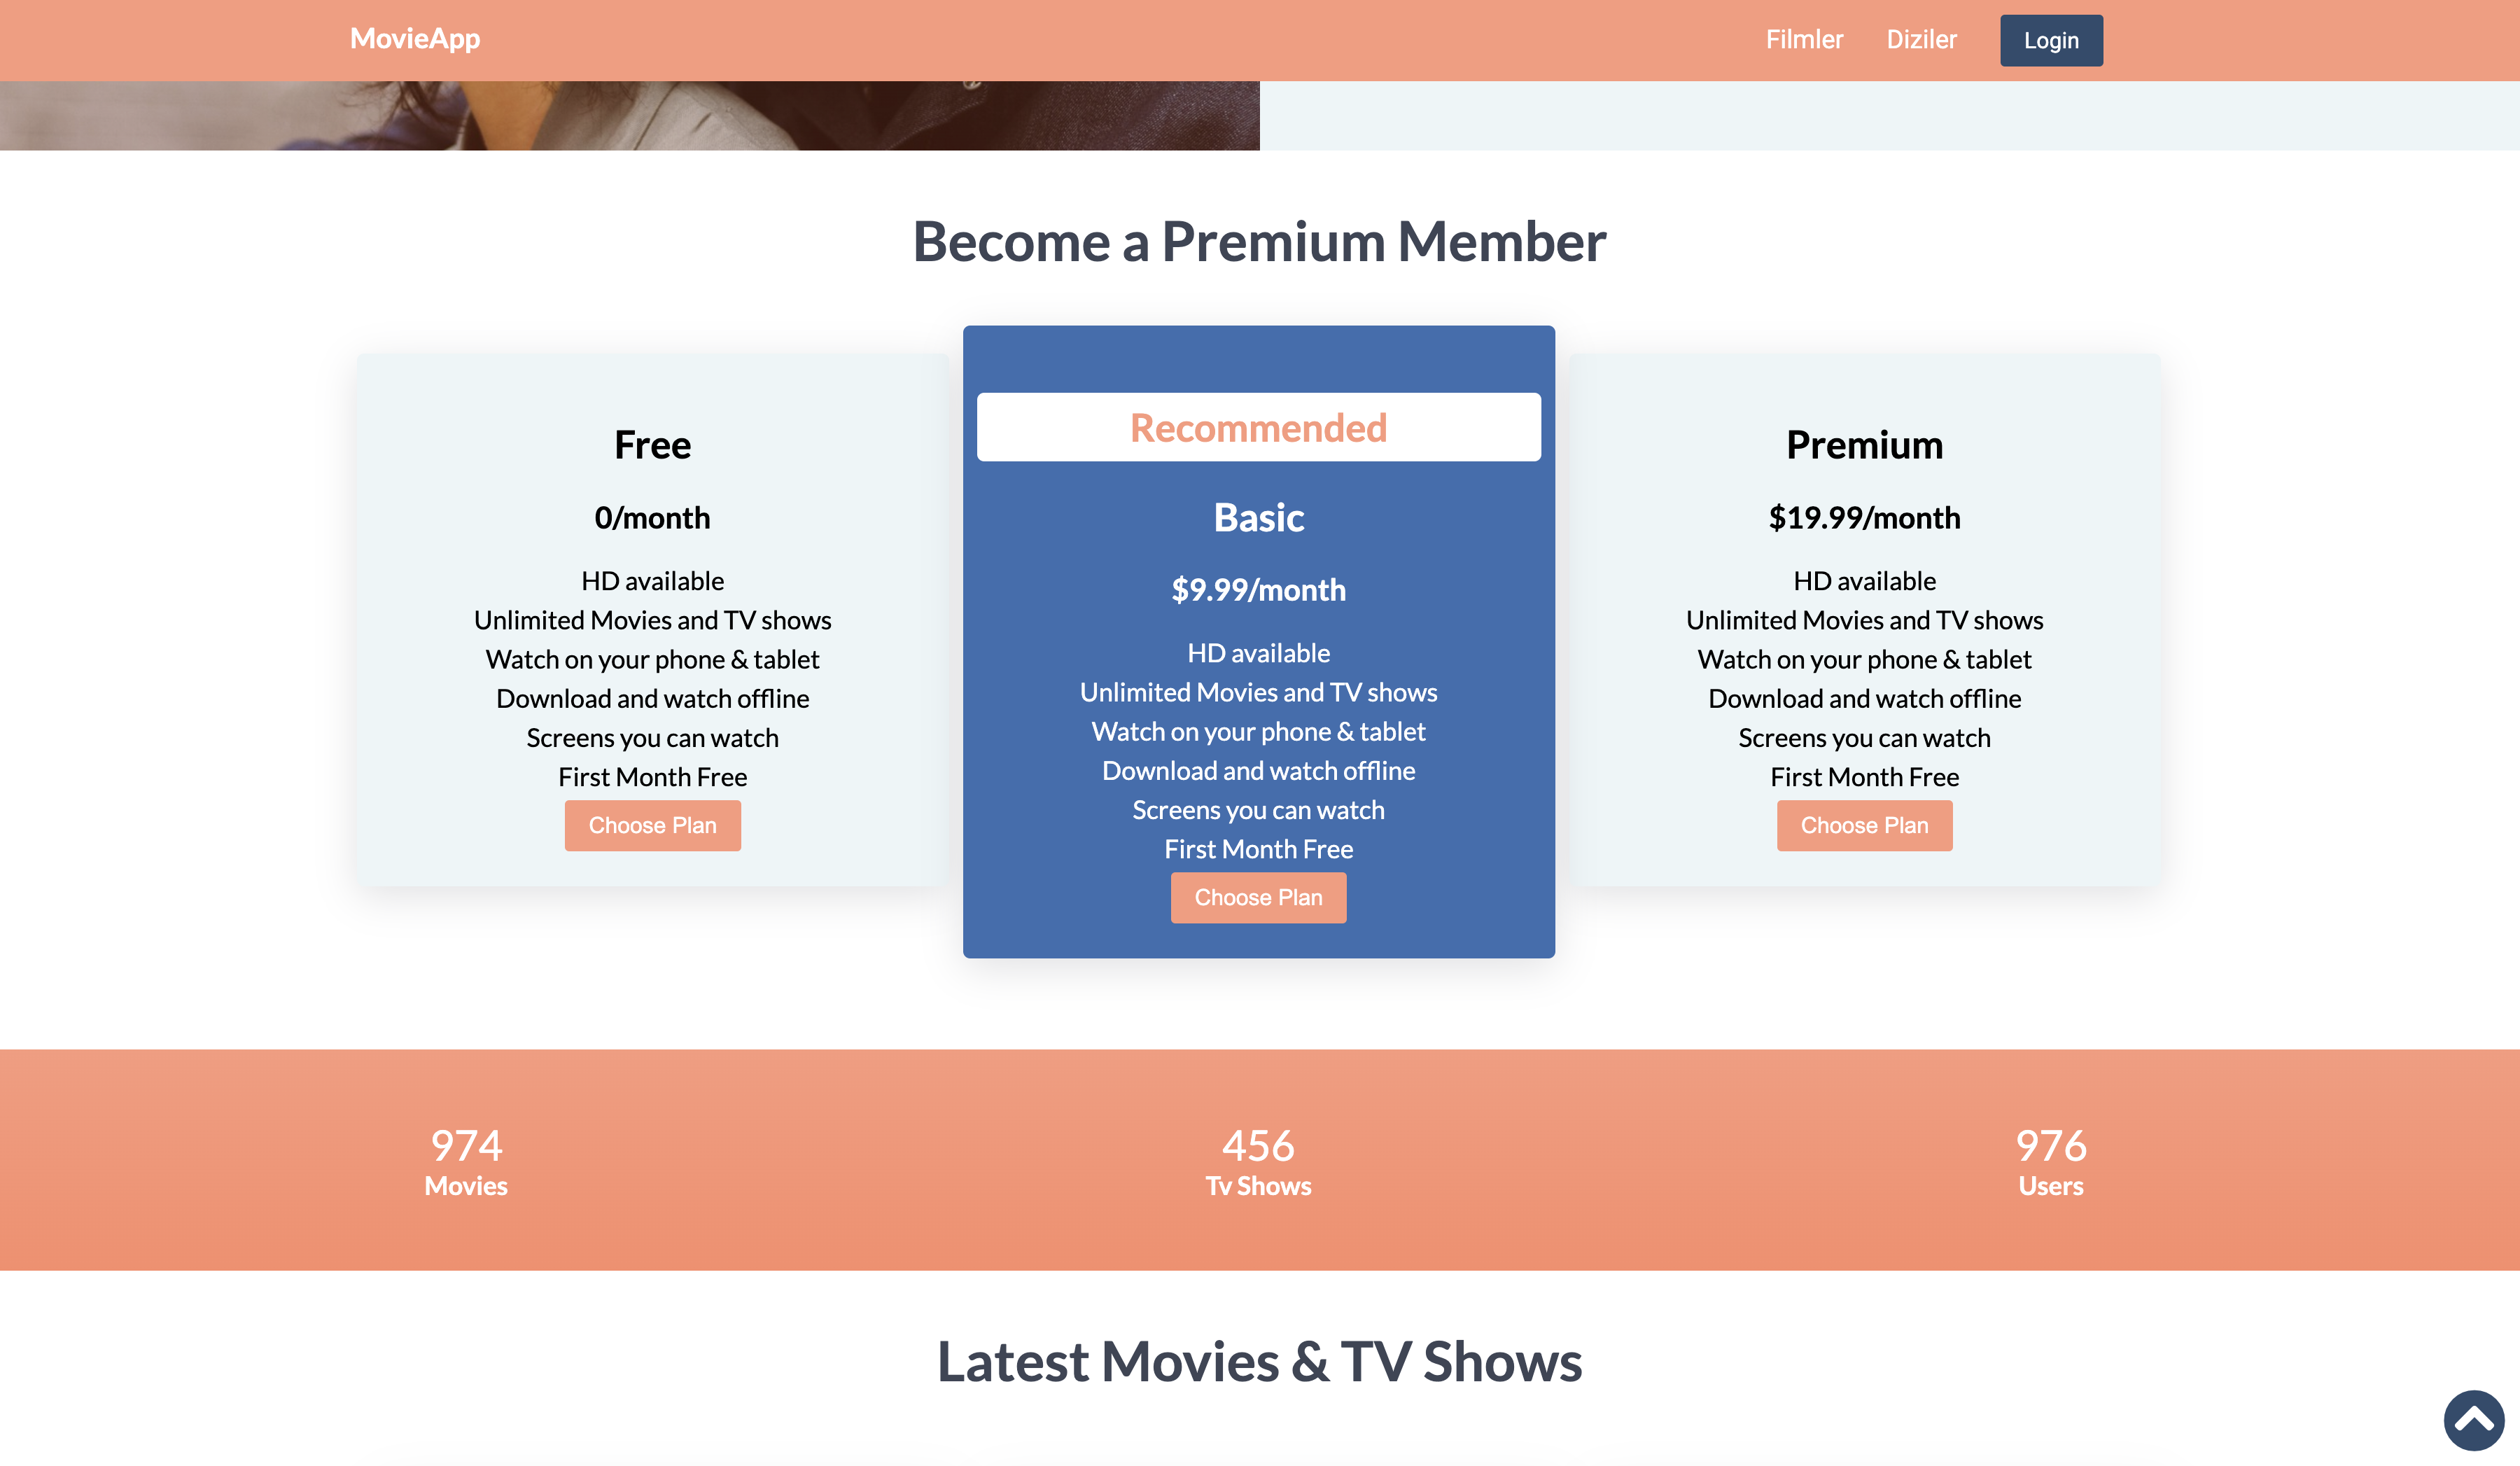 MovieApp
Filmler
Diziler
Login
Become a Premium Member
Free
0/month
HD available
Unlimited Movies and TV shows
Watch on your phone & tablet
Download and watch offline
Screens you can watch
First Month Free
Choose Plan
Recommended
Basic
$9.99/month
HD available
Unlimited Movies and TV shows
Watch on your phone & tablet
Download and watch offline
Screens you can watch
First Month Free
Choose Plan
Premium
$19.99/month
HD available
Unlimited Movies and TV shows
Watch on your phone & tablet
Download and watch offline
Screens you can watch
First Month Free
Choose Plan
974
Movies
456
Tv Shows
976
Users
Latest Movies & TV Shows